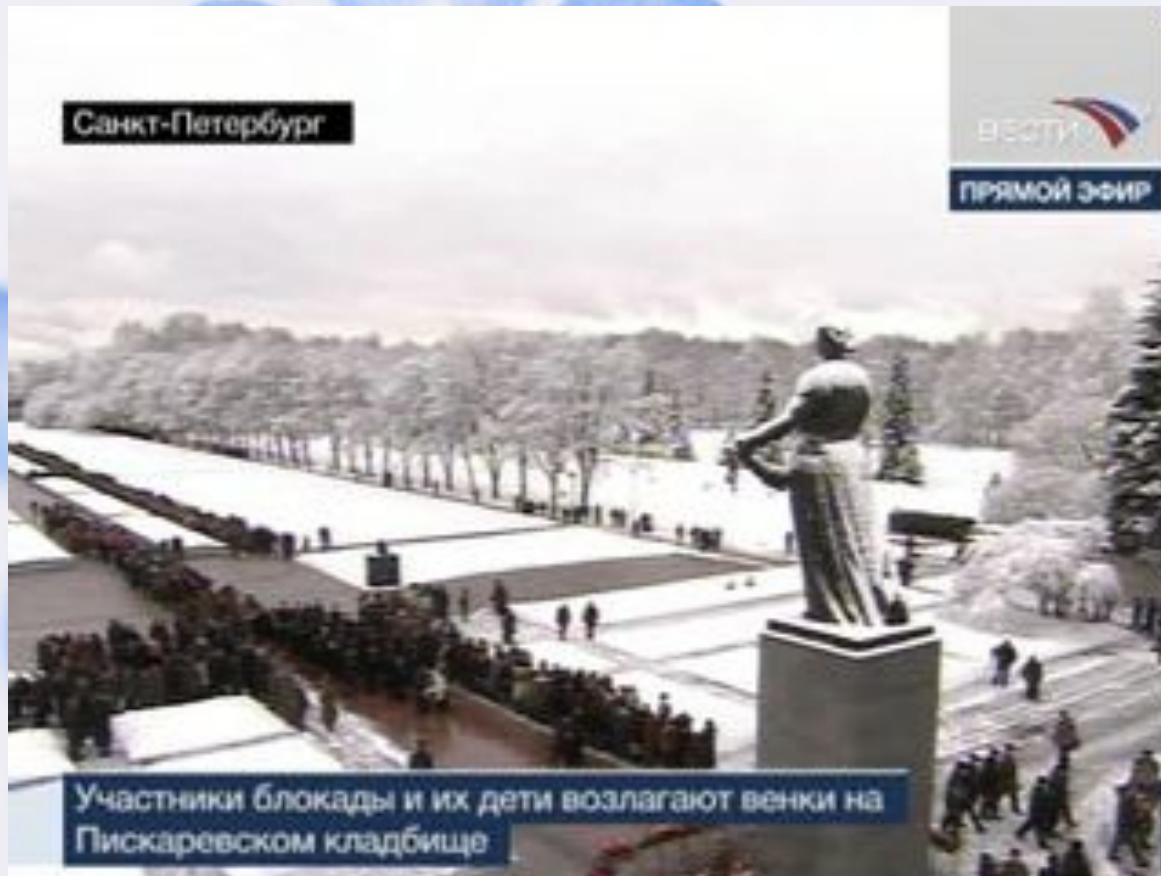 Санкт-Петербург
ВЕСТИ
ПРЯМОЙ ЭФИР
Участники блокады и их дети возлагают венки на
Пискаревском кладбище